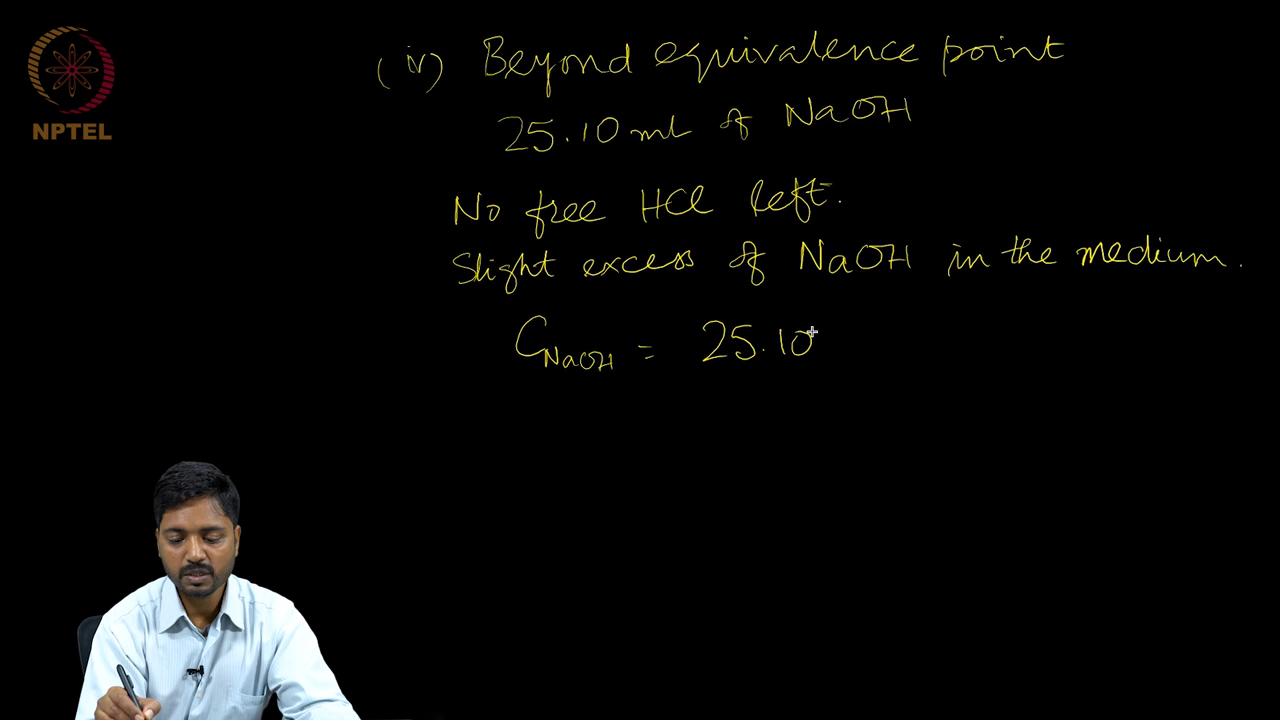 NPTEL
(iv) Beyond equivalence point
25.10 ml of NaOH
No free HCl left.
Slight excess of NaOH in the medium.
CNaOH = 25.10